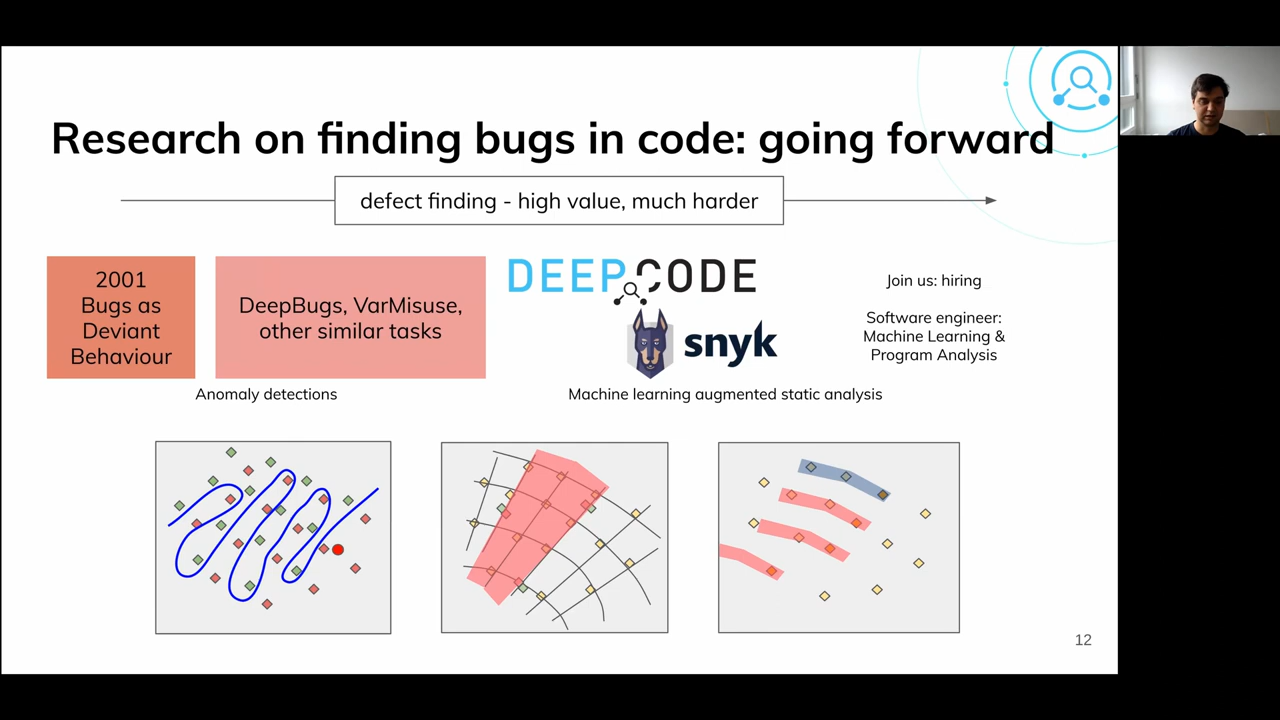 Research on finding bugs in code: going forward
defect finding - high value, much harder
2001
Bugs as
Deviant
Behaviour
DeepBugs, VarMisuse,
other similar tasks
DEEPCODE
snyk
Join us: hiring
Software engineer:
Machine Learning &
Program Analysis
Anomaly detections
Machine learning augmented static analysis
12